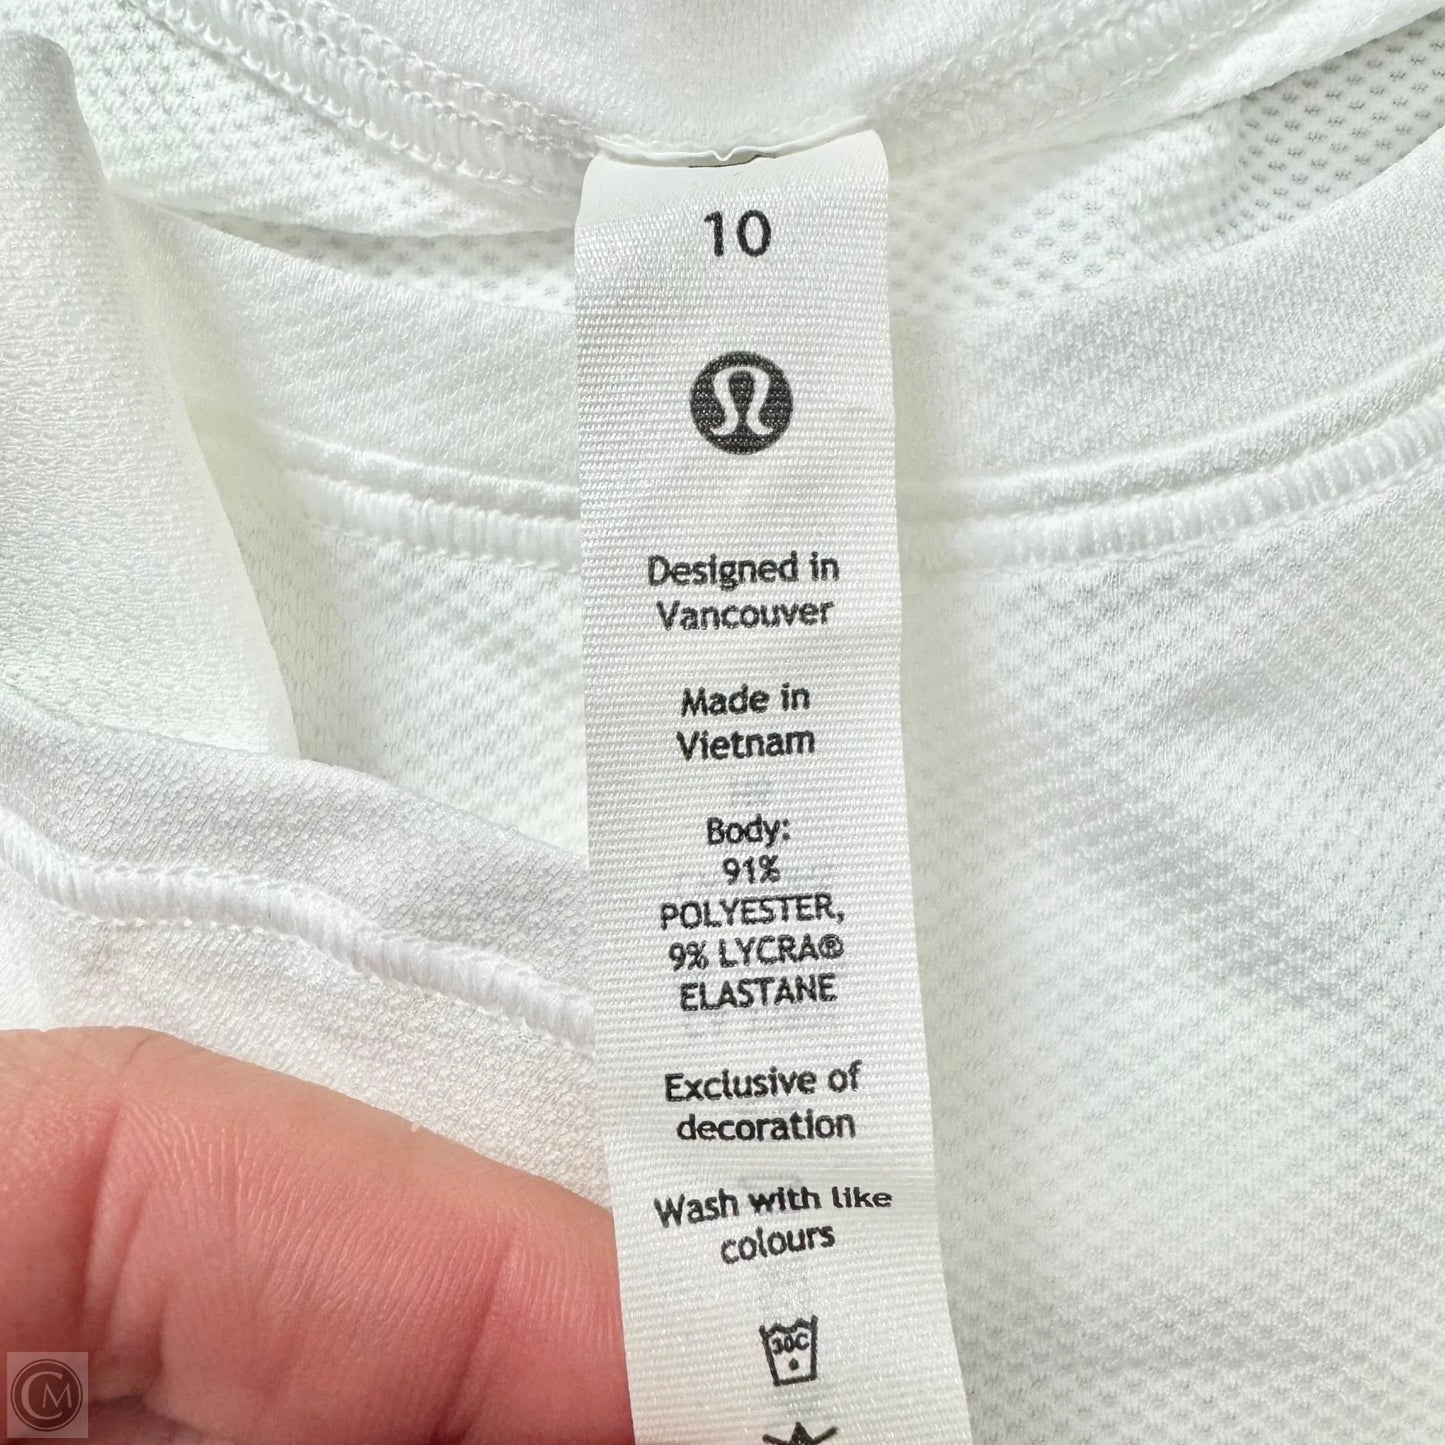 10
Designed in
Vancouver
Made in
Vietnam
Body:
91%
POLYESTER,
9% LYCRA®
ELASTANE
Exclusive of
decoration
Wash with like
colours
30C
CM